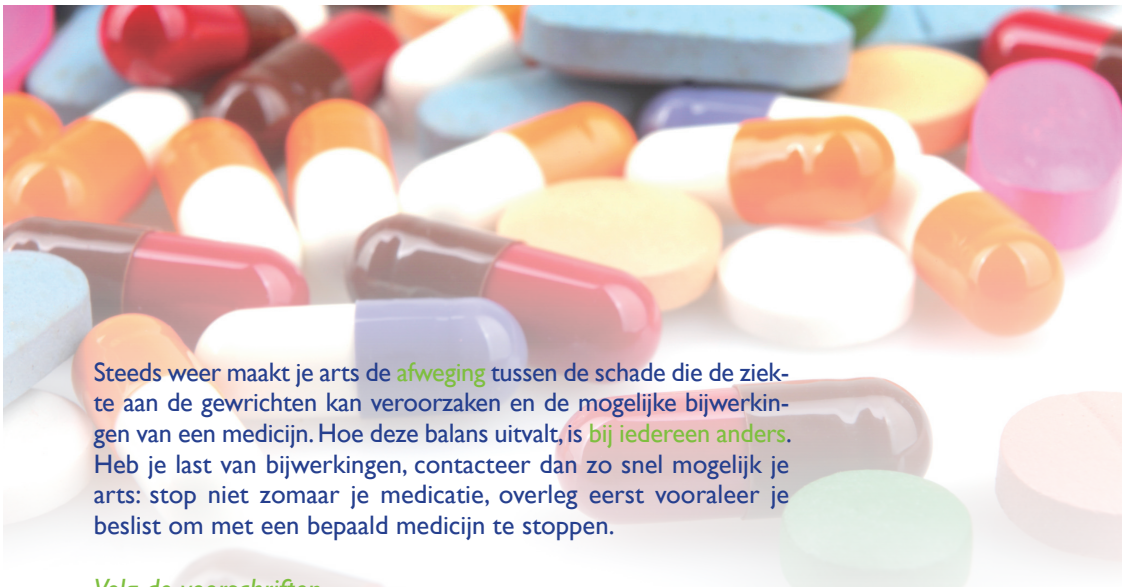 Steeds weer maakt je arts de afweging tussen de schade die de ziek-
te aan de gewrichten kan veroorzaken en de mogelijke bijwerkin-
gen van een medicijn. Hoe deze balans uitvalt, is bij iedereen anders.
Heb je last van bijwerkingen, contacteer dan zo snel mogelijk je
arts: stop niet zomaar je medicatie, overleg eerst vooraleer je
beslist om met een bepaald medicijn te stoppen.
Volg de voorschriften